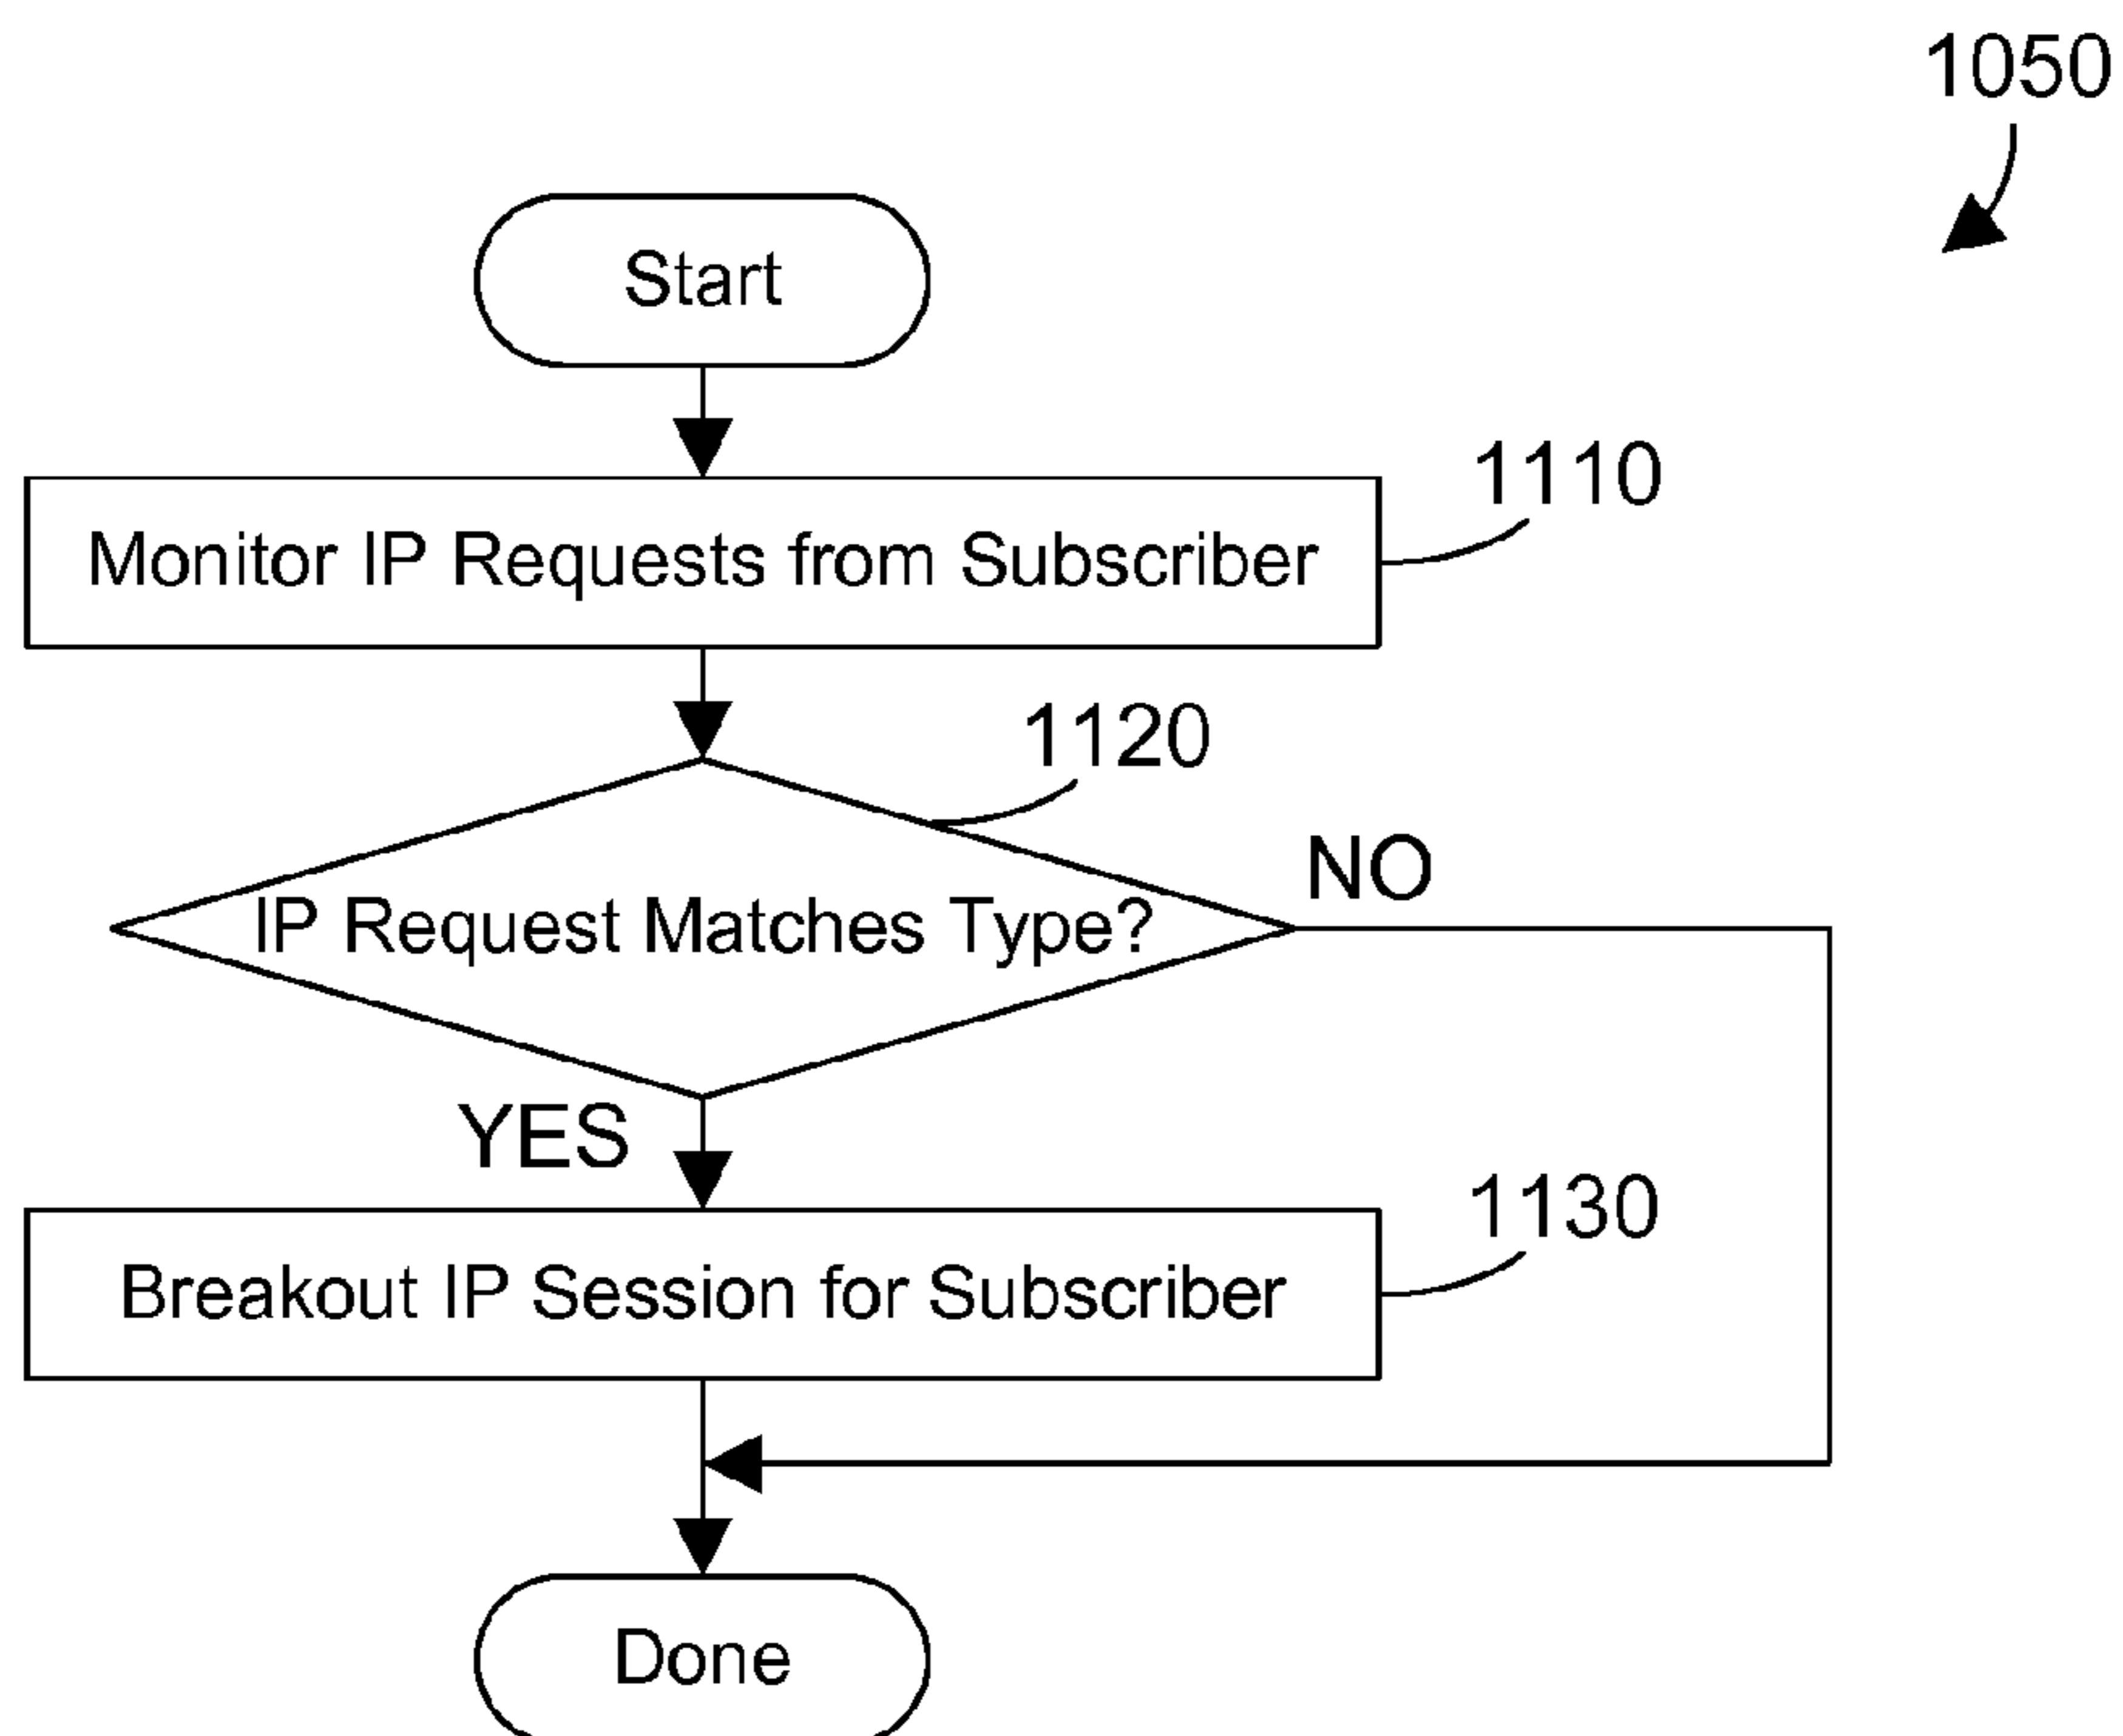 1050
Start
Monitor IP Requests from Subscriber
1110
1120
IP Request Matches Type?
NO
YES
1130
Breakout IP Session for Subscriber
Done